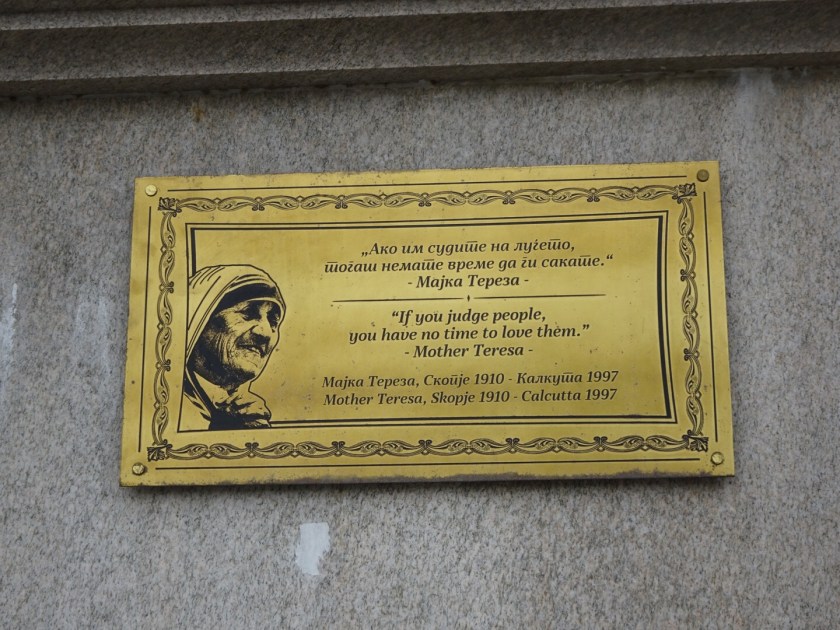 „Ако им судите на луѓето,
тогаш немате време да ги сакате.“
- Мајка Тереза -
“If you judge people,
you have no time to love them.”
- Mother Teresa -
Мајка Тереза, Скопје 1910 - Калкута 1997
Mother Teresa, Skopje 1910 - Calcutta 1997